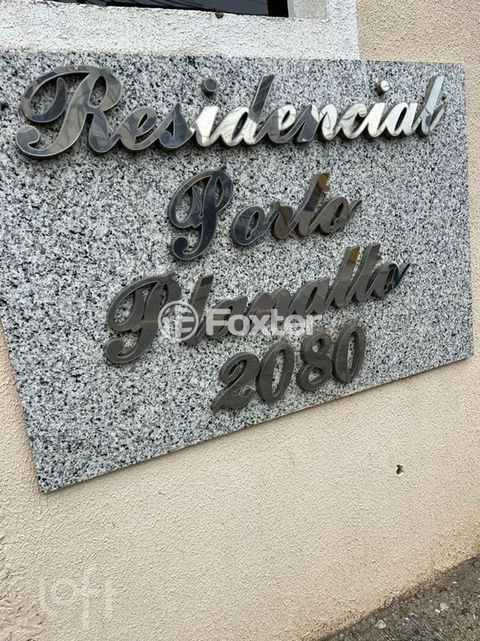 Residencial
Porto
Planalto
Foxter
2080
loft